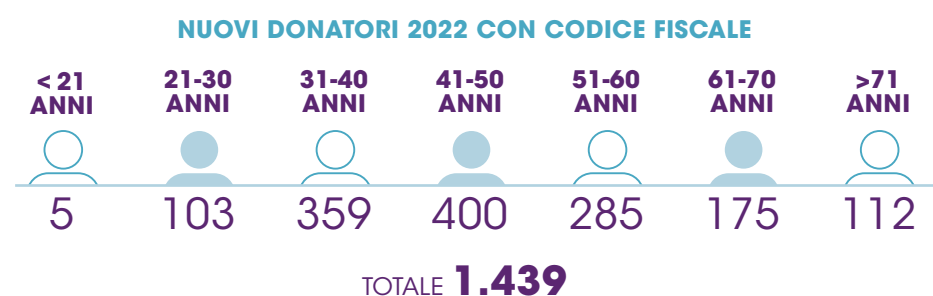 NUOVI DONATORI 2022 CON CODICE FISCALE
< 21 21-30 31-40 41-50 51-60 61-70 >71
ANNI ANNI ANNI ANNI ANNI ANNI ANNI
5 103 359 400 285 175 112
TOTALE 1.439